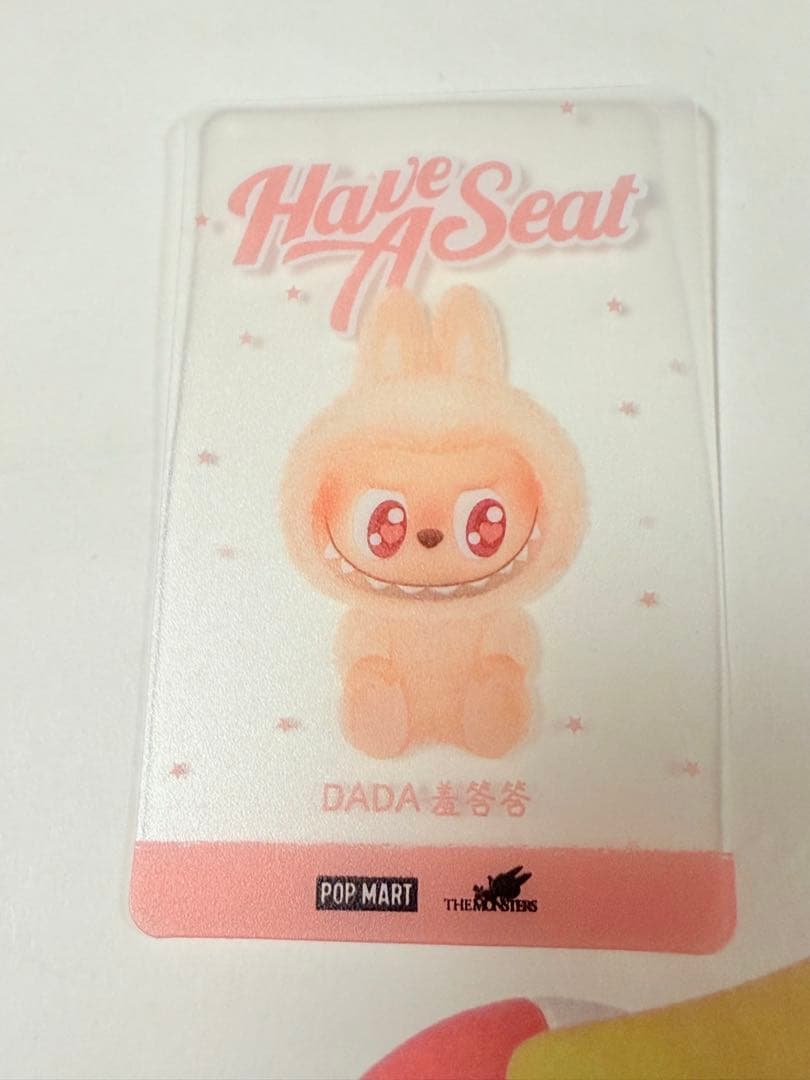 Have A Seat
DADA 羞答答
POP MART
THE MONSTERS